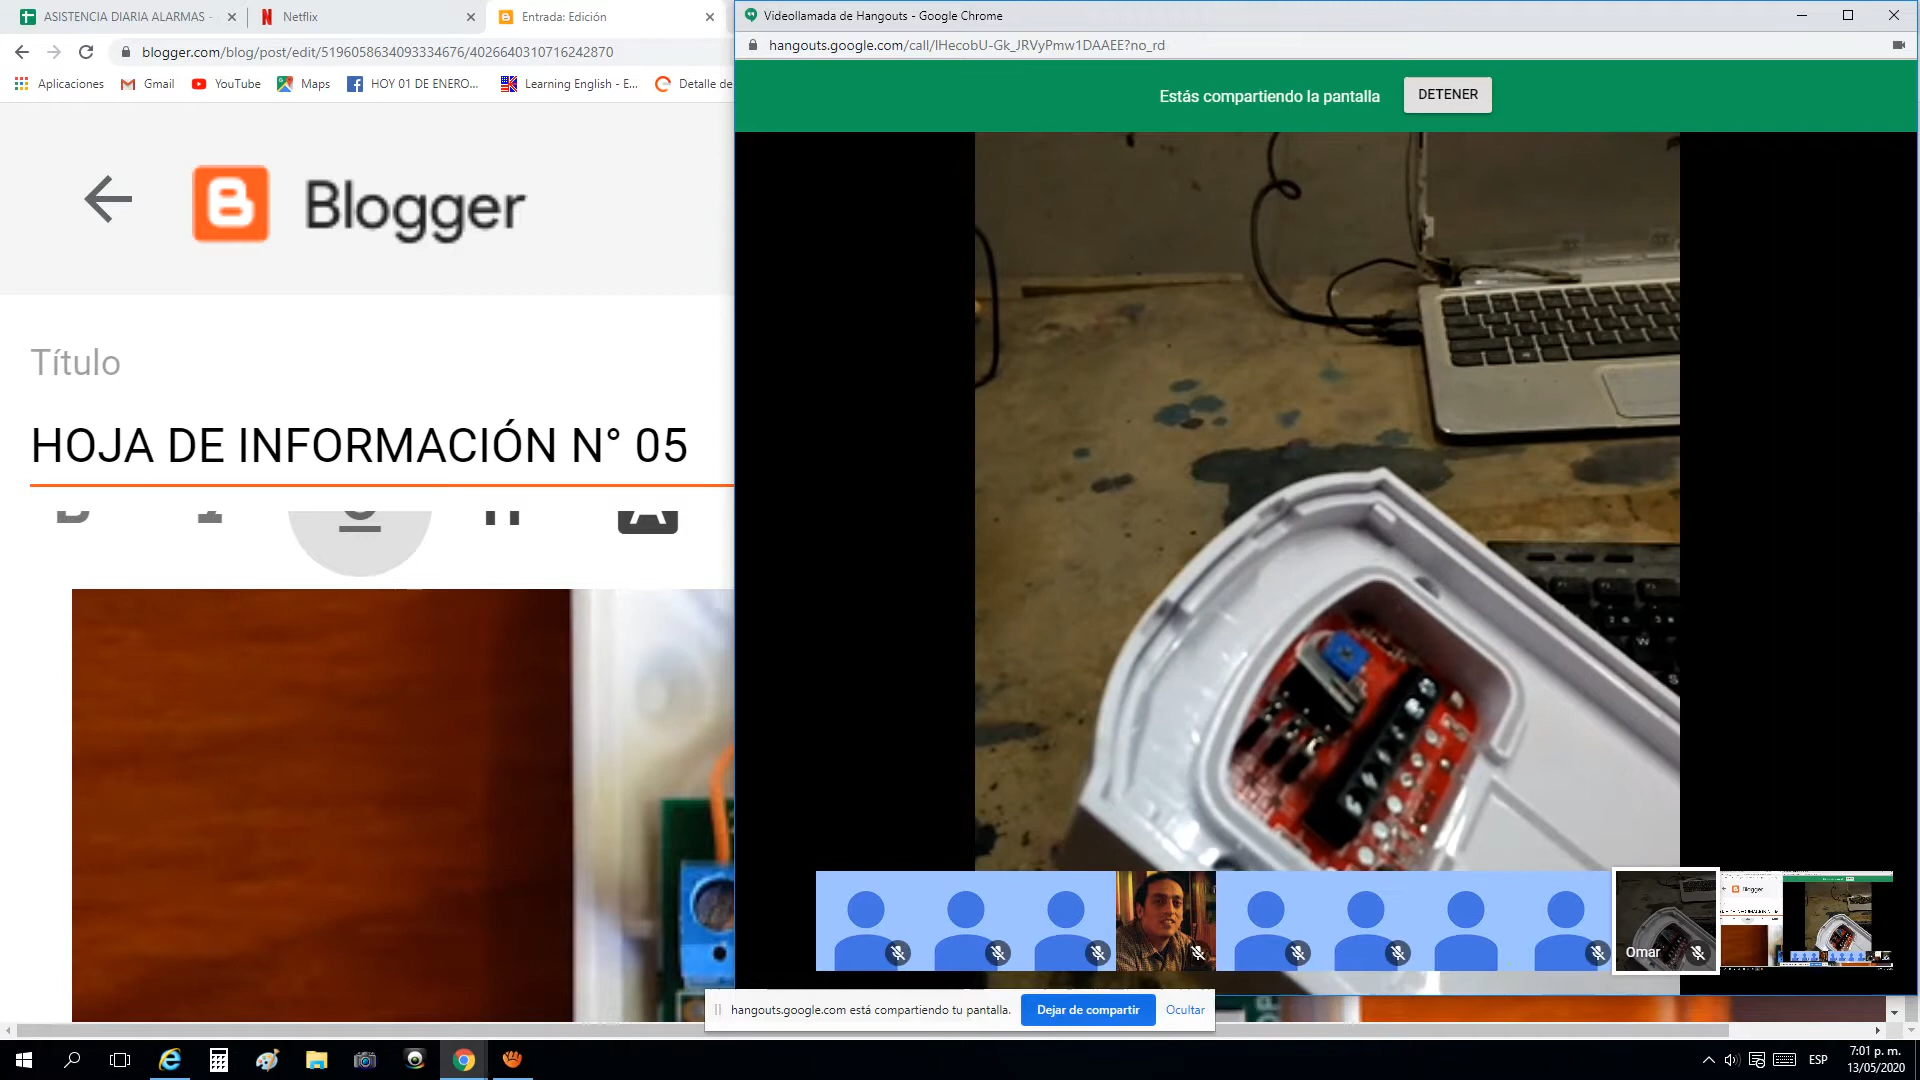 ASISTENCIA DIARIA ALARMAS -
Netflix
Entrada: Edición
blogger.com/blog/post/edit/5196058634093334676/4026640310716242870
Aplicaciones
Gmail
YouTube
Maps
HOY 01 DE ENERO...
Learning English - E...
Detalle de
Blogger
Título
HOJA DE INFORMACIÓN N° 05
Videollamada de Hangouts - Google Chrome
hangouts.google.com/call/lHecobU-Gk_JRVyPmw1DAAEE?no_rd
Estás compartiendo la pantalla
DETENER
Omar
Blogger
hangouts.google.com está compartiendo tu pantalla.
Dejar de compartir
Ocultar
ESP
7:01 p. m.
13/05/2020